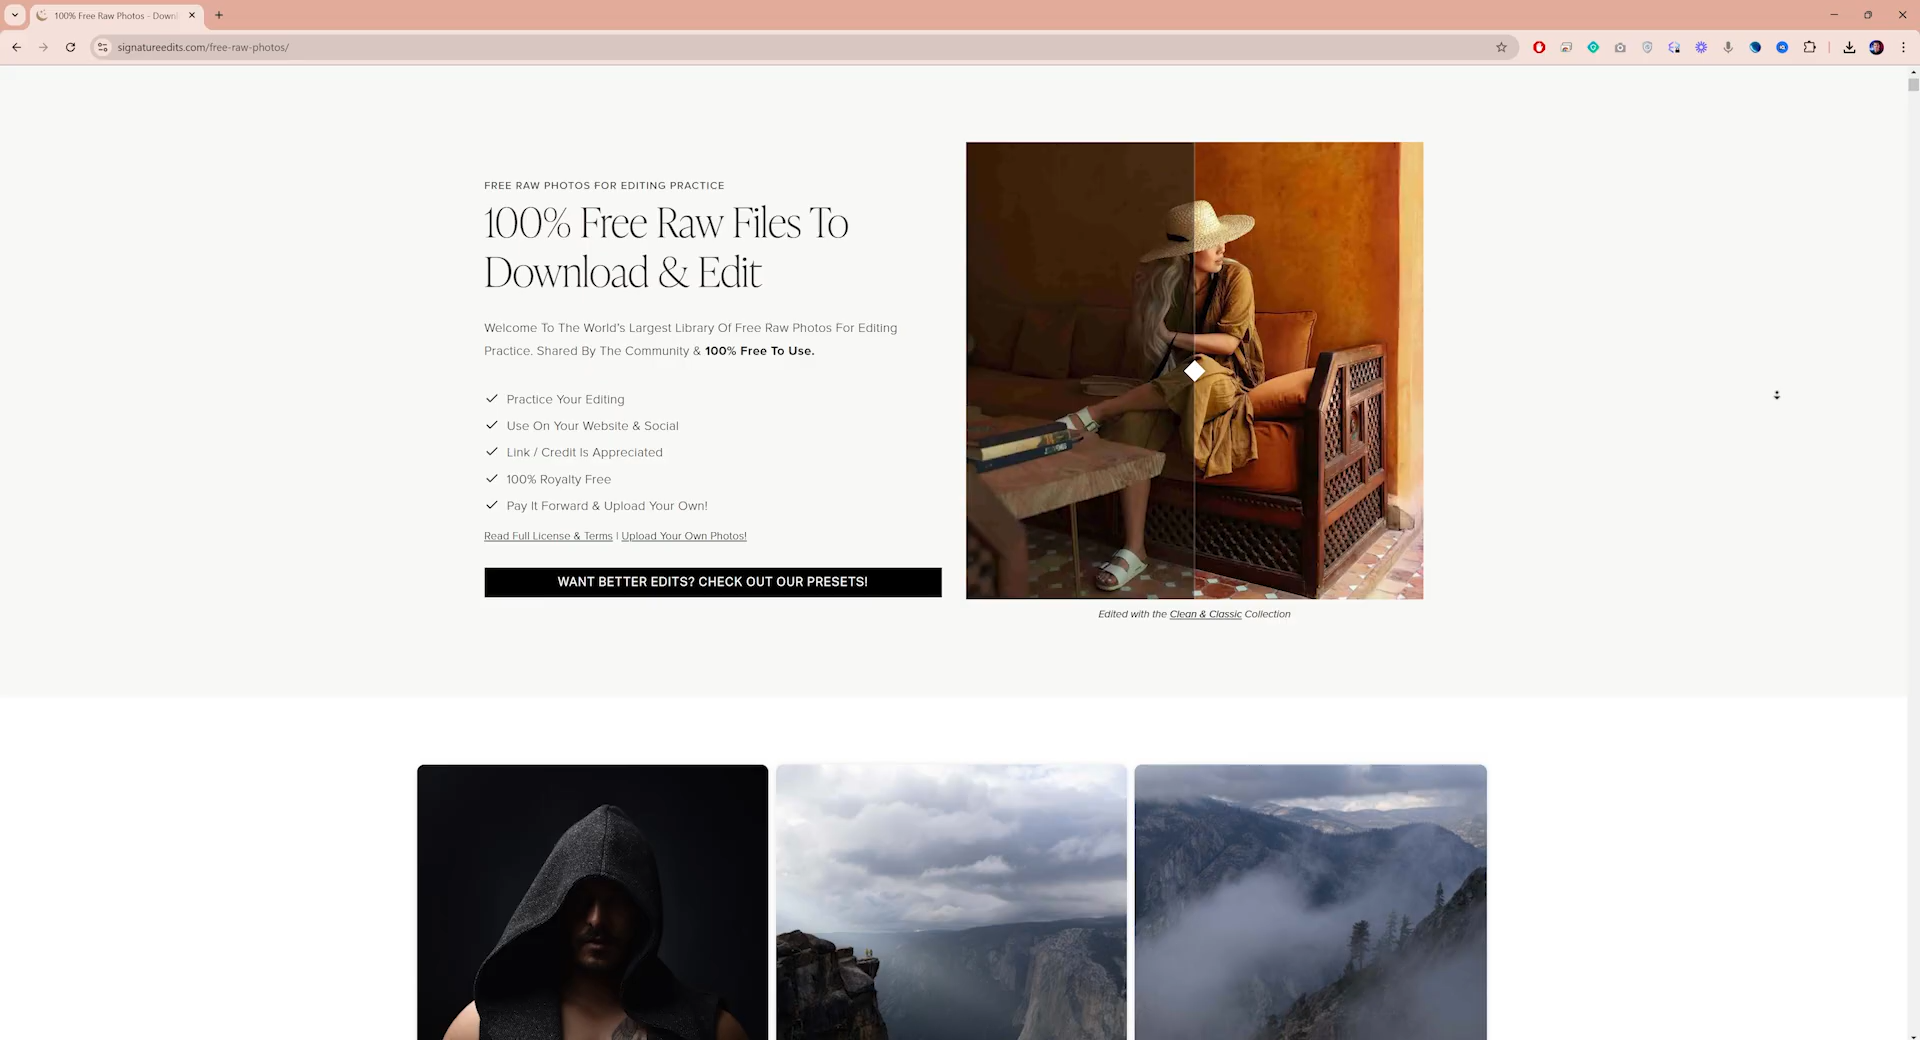 100% Free Raw Photos - Downl
signatureedits.com/free-raw-photos/
FREE RAW PHOTOS FOR EDITING PRACTICE
100% Free Raw Files To
Download & Edit
Welcome To The World's Largest Library Of Free Raw Photos For Editing
Practice. Shared By The Community & 100% Free To Use.
Practice Your Editing
Use On Your Website & Social
Link / Credit Is Appreciated
100% Royalty Free
Pay It Forward & Upload Your Own!
Read Full License & Terms | Upload Your Own Photos!
WANT BETTER EDITS? CHECK OUT OUR PRESETS!
Edited with the Clean & Classic Collection